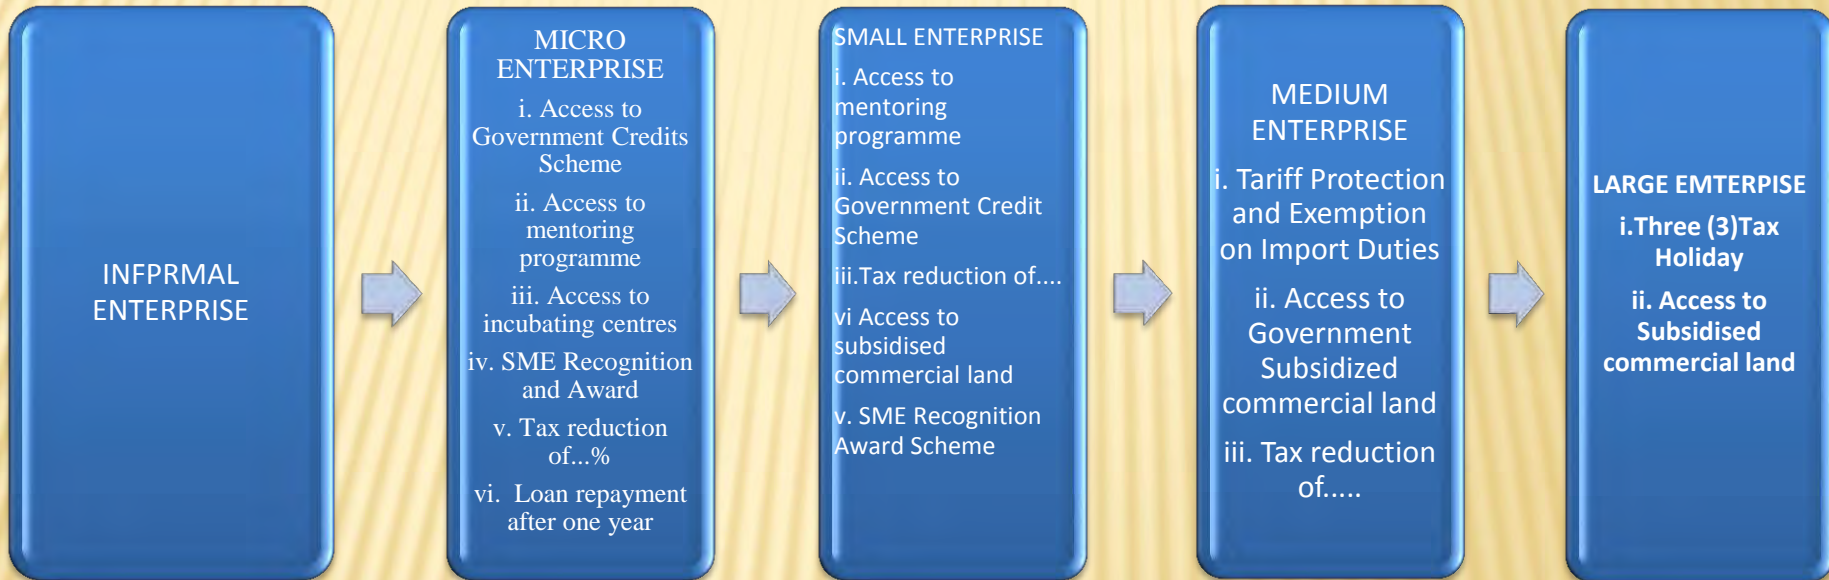 INFPRMAL
ENTERPRISE
MICRO
ENTERPRISE
i. Access to
Government Credits
Scheme
ii. Access to
mentoring
programme
iii. Access to
incubating centres
iv. SME Recognition
and Award
v. Tax reduction
of...%
vi. Loan repayment
after one year
SMALL ENTERPRISE
i. Access to
mentoring
programme
ii. Access to
Government Credit
Scheme
iii.Tax reduction of....
vi Access to
subsidised
commercial land
v. SME Recognition
Award Scheme
MEDIUM
ENTERPRISE
i. Tariff Protection
and Exemption
on Import Duties
ii. Access to
Government
Subsidized
commercial land
iii. Tax reduction
of.....
LARGE EMTERPISE
i.Three (3)Tax
Holiday
ii. Access to
Subsidised
commercial land